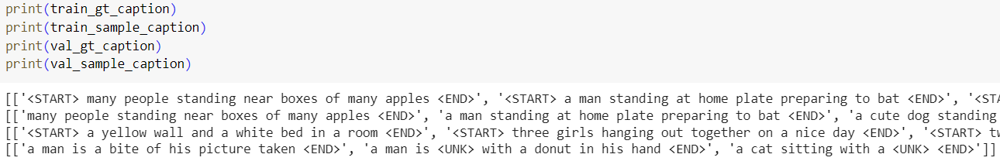 print(train_gt_caption)
print(train_sample_caption)
print(val_gt_caption)
print(val_sample_caption)
[['<START> many people standing near boxes of many apples <END>', '<START> a man standing at home plate preparing to bat <END>', '<STA
[['many people standing near boxes of many apples <END>', 'a man standing at home plate preparing to bat <END>', 'a cute dog standing
[['<START> a yellow wall and a white bed in a room <END>', '<START> three girls hanging out together on a nice day <END>', '<START> tw
[['a man is a bite of his picture taken <END>', 'a man is <UNK> with a donut in his hand <END>', 'a cat sitting with a <UNK> <END>']]